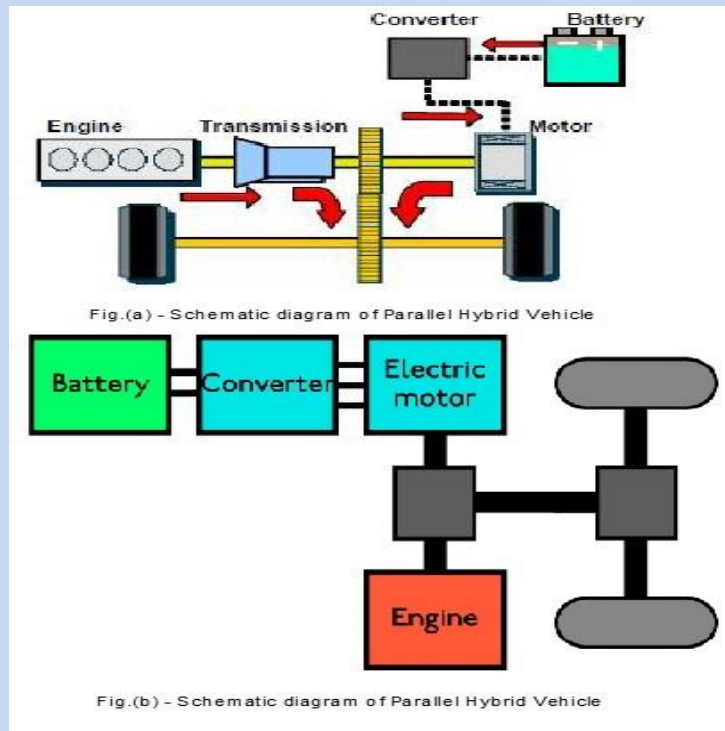 Converter Battery
Engine Transmission Motor
Fig.(a) - Schematic diagram of Parallel Hybrid Vehicle
Battery Converter Electric motor
Engine
Fig.(b) - Schematic diagram of Parallel Hybrid Vehicle